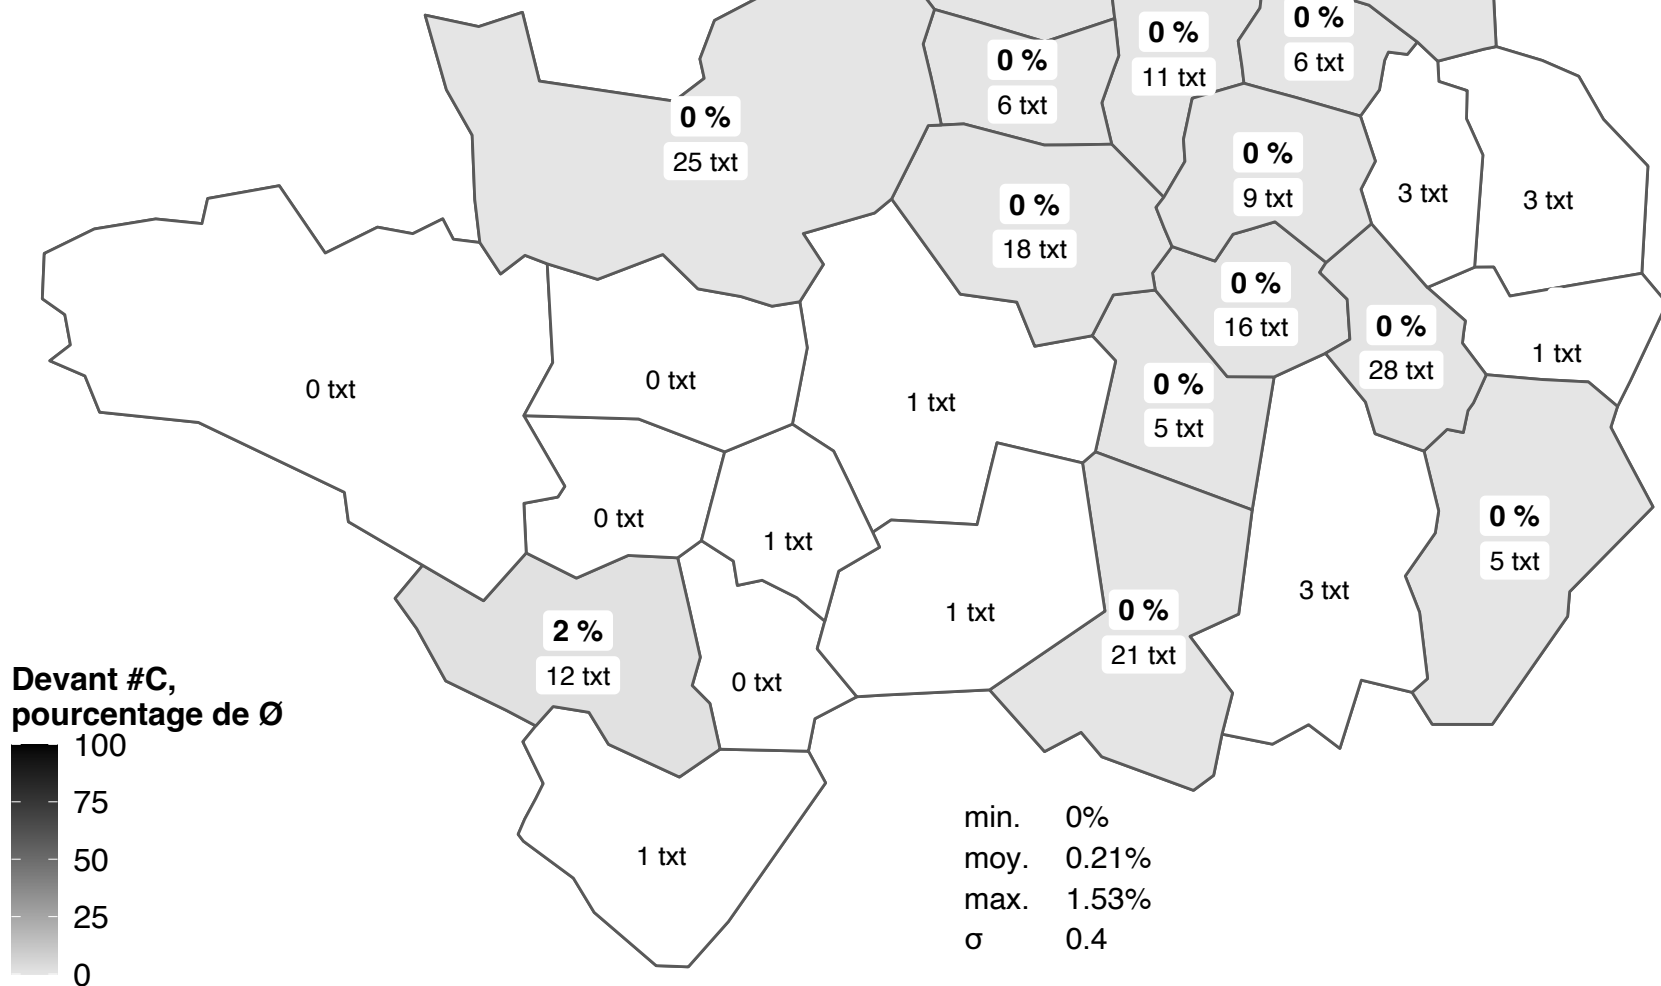 0 %
6 txt
0 %
11 txt
0 %
6 txt
0 %
25 txt
0 %
9 txt
3 txt
3 txt
0 %
18 txt
0 %
16 txt
0 %
28 txt
1 txt
0 txt
0 txt
1 txt
0 %
5 txt
0 txt
1 txt
0 %
5 txt
1 txt
0 %
21 txt
3 txt
2 %
12 txt
0 txt
1 txt
Devant #C,
pourcentage de Ø
100
75
50
25
0
min. 0%
moy. 0.21%
max. 1.53%
σ 0.4